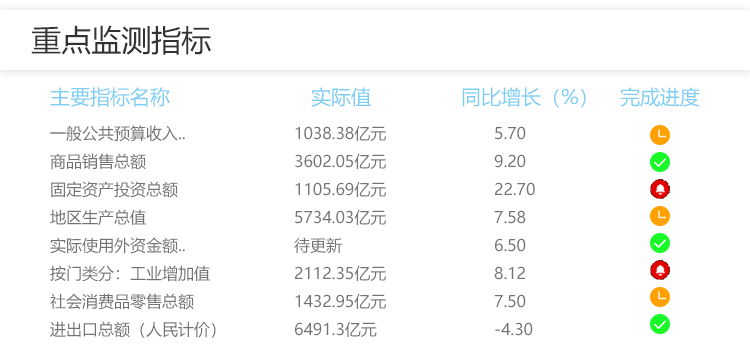 重点监测指标
主要指标名称 实际值 同比增长（%） 完成进度
一般公共预算收入.. 1038.38亿元 5.70
商品销售总额 3602.05亿元 9.20
固定资产投资总额 1105.69亿元 22.70
地区生产总值 5734.03亿元 7.58
实际使用外资金额.. 待更新 6.50
按门类分：工业增加值 2112.35亿元 8.12
社会消费品零售总额 1432.95亿元 7.50
进出口总额（人民计价） 6491.3亿元 -4.30